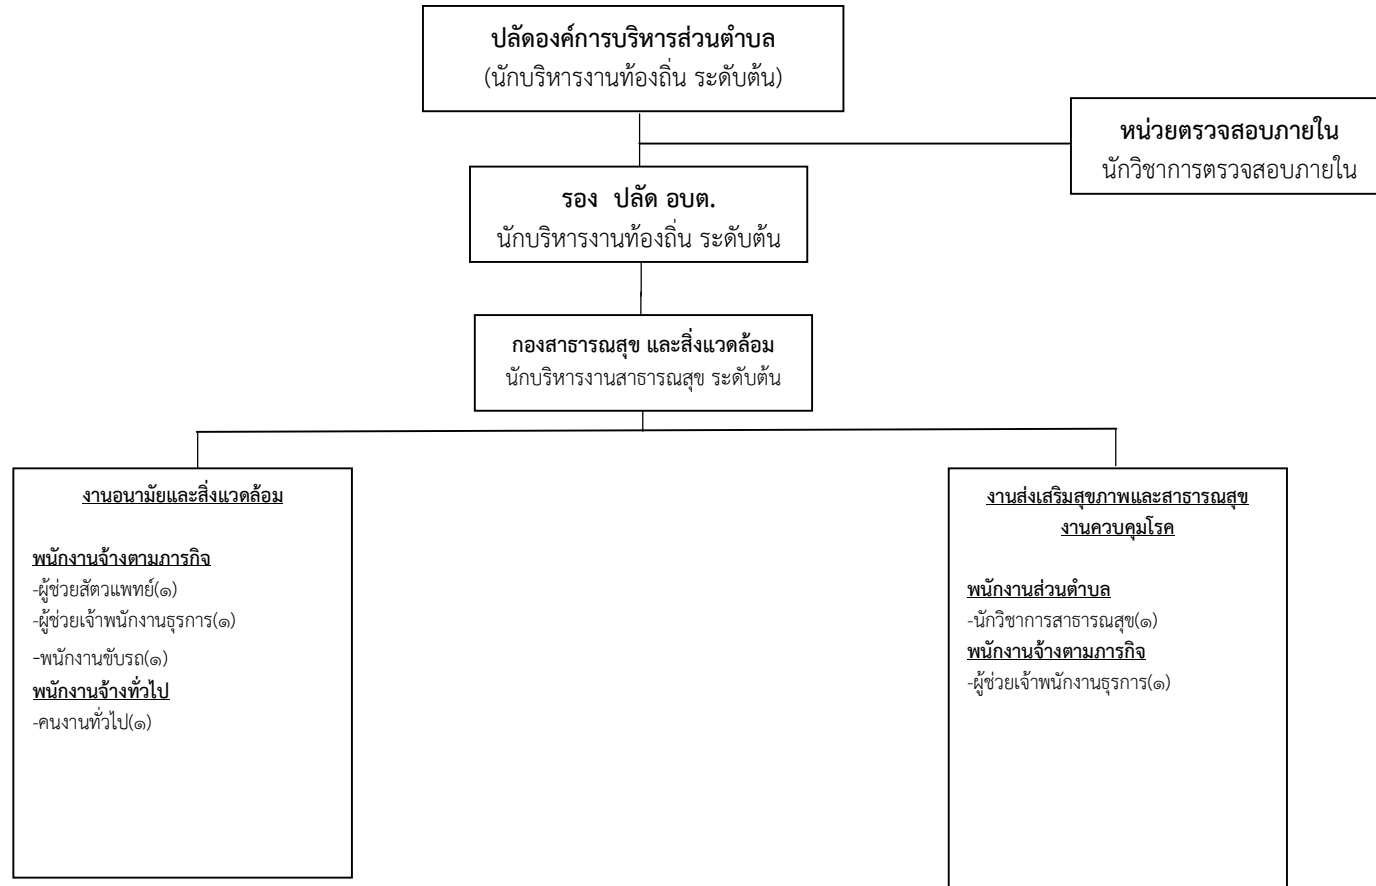 ปลัดองค์การบริหารส่วนตำบล
(นักบริหารงานท้องถิ่น ระดับต้น)
หน่วยตรวจสอบภายใน
นักวิชาการตรวจสอบภายใน
รอง ปลัด อบต.
นักบริหารงานท้องถิ่น ระดับต้น
กองสาธารณสุข และสิ่งแวดล้อม
นักบริหารงานสาธารณสุข ระดับต้น
งานอนามัยและสิ่งแวดล้อม
พนักงานจ้างตามภารกิจ
-ผู้ช่วยสัตวแพทย์(๑)
-ผู้ช่วยเจ้าพนักงานธุรการ(๑)
-พนักงานขับรถ(๑)
พนักงานจ้างทั่วไป
-คนงานทั่วไป(๑)
งานส่งเสริมสุขภาพและสาธารณสุข
งานควบคุมโรค
พนักงานส่วนตำบล
-นักวิชาการสาธารณสุข(๑)
พนักงานจ้างตามภารกิจ
-ผู้ช่วยเจ้าพนักงานธุรการ(๑)